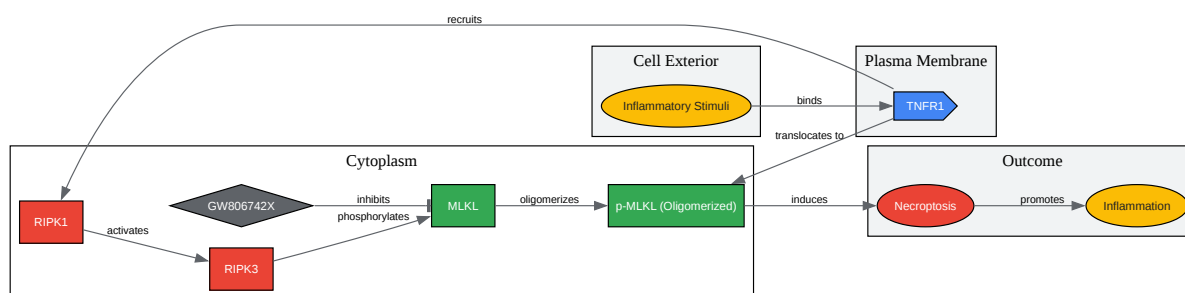 recruits
Cell Exterior
Plasma Membrane
Inflammatory Stimuli
binds
TNFR1
translocates to
Cytoplasm
Outcome
GW806742X
inhibits
MLKL
oligomerizes
p-MLKL (Oligomerized)
induces
Necroptosis
promotes
Inflammation
RIPK1
phosphorylates
activates
RIPK3